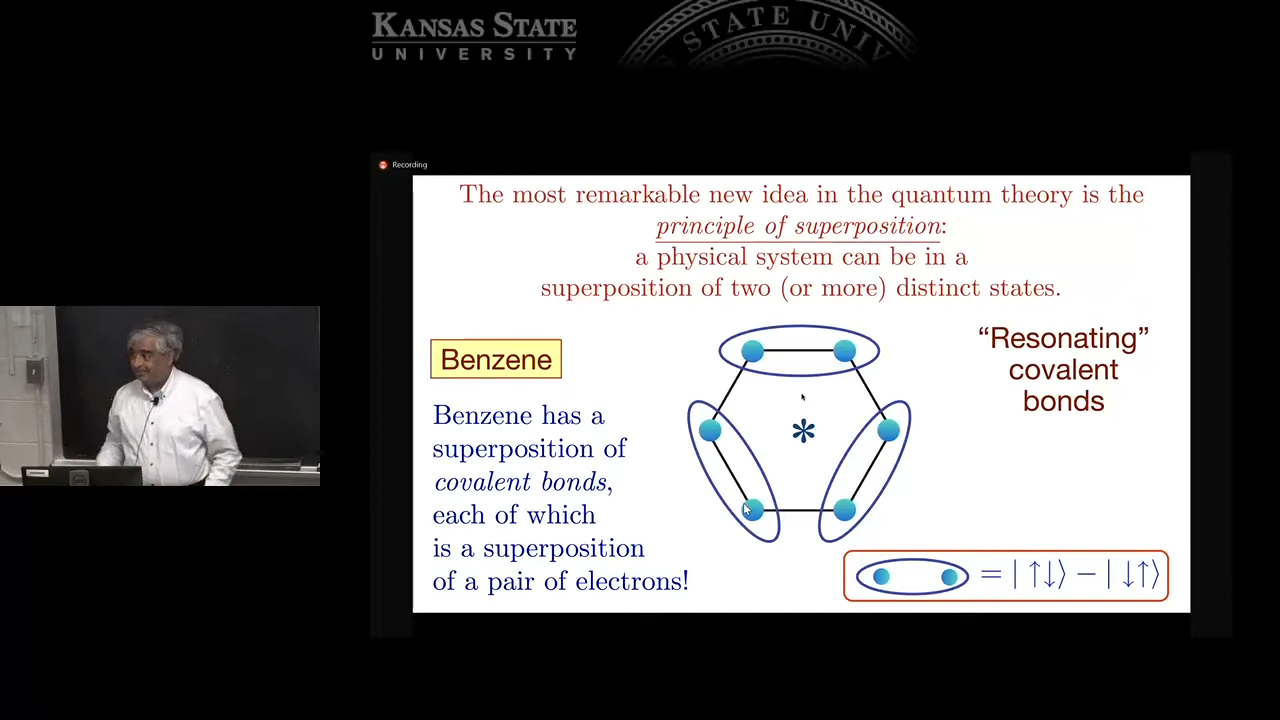 KANSAS STATE
UNIVERSITY
STATE UNIV
Recording
The most remarkable new idea in the quantum theory is the
principle of superposition:
a physical system can be in a
superposition of two (or more) distinct states.
Benzene
Benzene has a
superposition of
covalent bonds,
each of which
is a superposition
of a pair of electrons!
*
“Resonating”
covalent
bonds
= | ↑↓⟩ − | ↓↑⟩